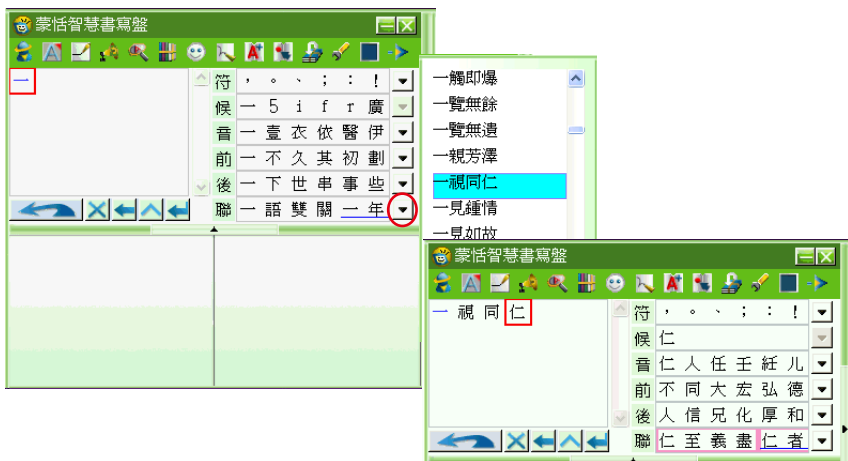 蒙恬智慧書寫盤
一
符 , 。 、 ; : !
候 一 5 i f r 廣
音 一 壹 衣 依 醫 伊
前 一 不 久 其 初 劃
後 一 下 世 串 事 些
聯 一 語 雙 關 一 年
一觸即爆
一覽無餘
一覽無遺
一親芳澤
一視同仁
一見鍾情
一見如故
蒙恬智慧書寫盤
一 視 同 仁
符 , 。 、 ; : !
候 仁
音 仁 人 任 壬 紝 儿
前 不 同 大 宏 弘 德
後 人 信 兄 化 厚 和
聯 仁 至 義 盡 仁 者